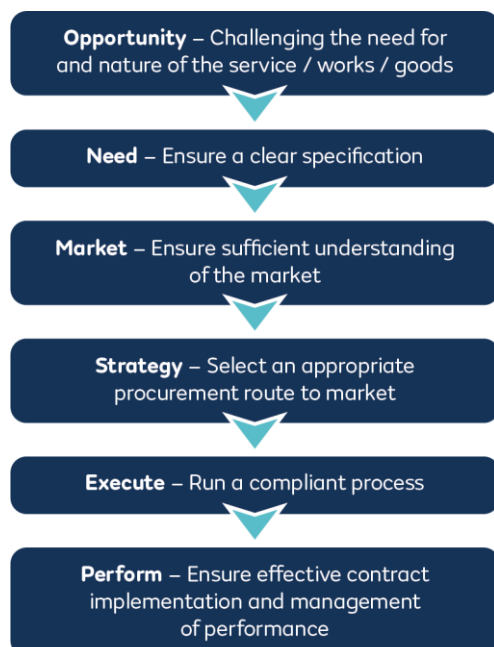 Opportunity – Challenging the need for
and nature of the service / works / goods
Need – Ensure a clear specification
Market – Ensure sufficient understanding
of the market
Strategy – Select an appropriate
procurement route to market
Execute – Run a compliant process
Perform – Ensure effective contract
implementation and management
of performance